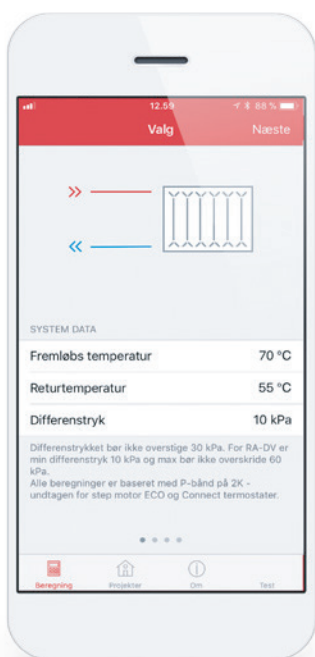 12.59
88 %
Valg
Næste
SYSTEM DATA
Fremløbs temperatur 70 °C
Returtemperatur 55 °C
Differenstryk 10 kPa
Differenstrykket bør ikke overstige 30 kPa. For RA-DV er
min differenstryk 10 kPa og max bør ikke overskride 60
kPa.
Alle beregninger er baseret med P-bånd på 2K -
undtagen for step motor ECO og Connect termostater.
Beregning Projekter Om Test